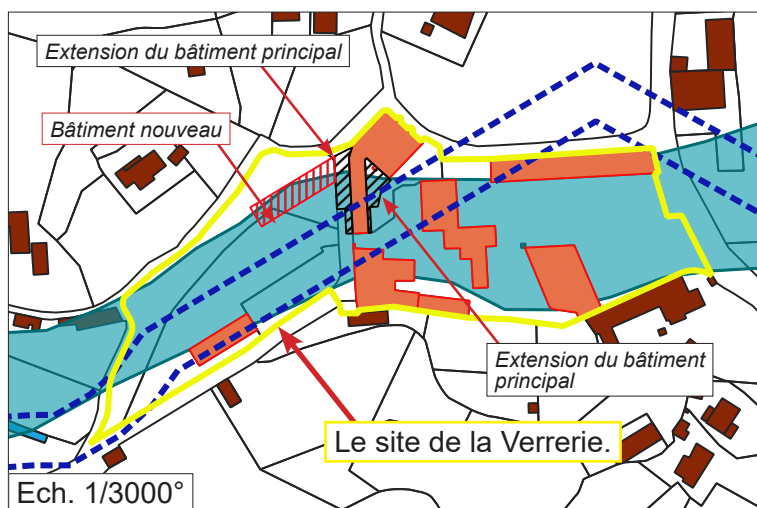 Extension du bâtiment principal
Bâtiment nouveau
Extension du bâtiment
principal
Le site de la Verrerie.
Ech. 1/3000°